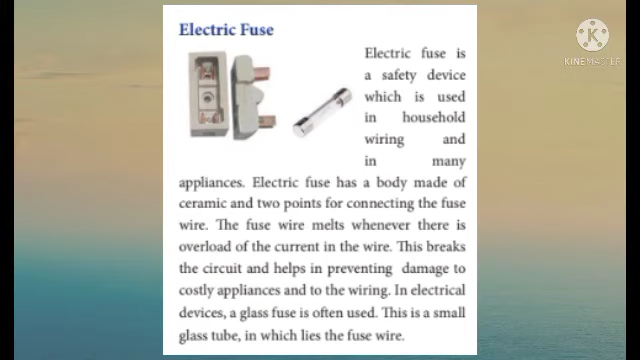 Electric Fuse
Electric fuse is
a safety device
which is used
in household
wiring and
in many
appliances. Electric fuse has a body made of
ceramic and two points for connecting the fuse
wire. The fuse wire melts whenever there is
overload of the current in the wire. This breaks
the circuit and helps in preventing damage to
costly appliances and to the wiring. In electrical
devices, a glass fuse is often used. This is a small
glass tube, in which lies the fuse wire.
K
KINEMASTER